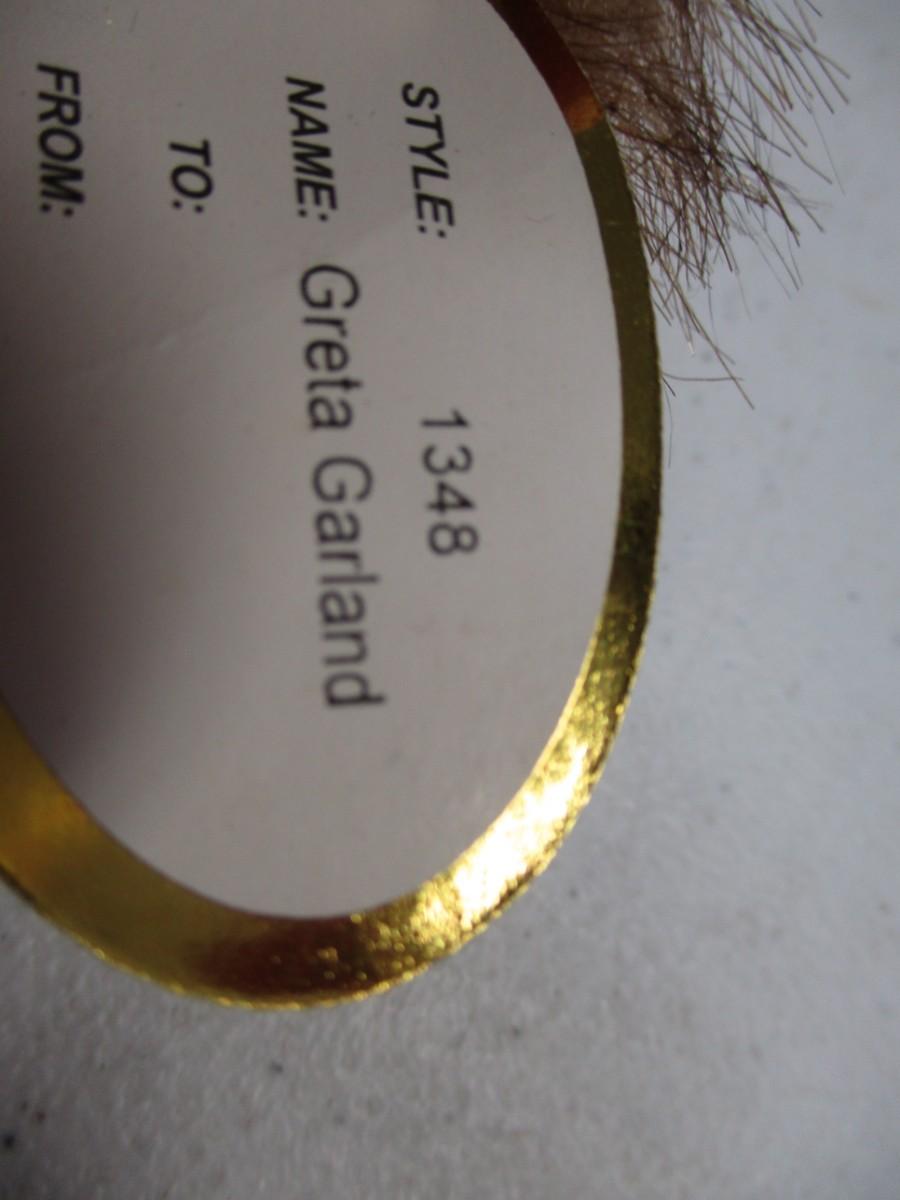 STYLE: 1348
NAME: Greta Garland
TO:
FROM: